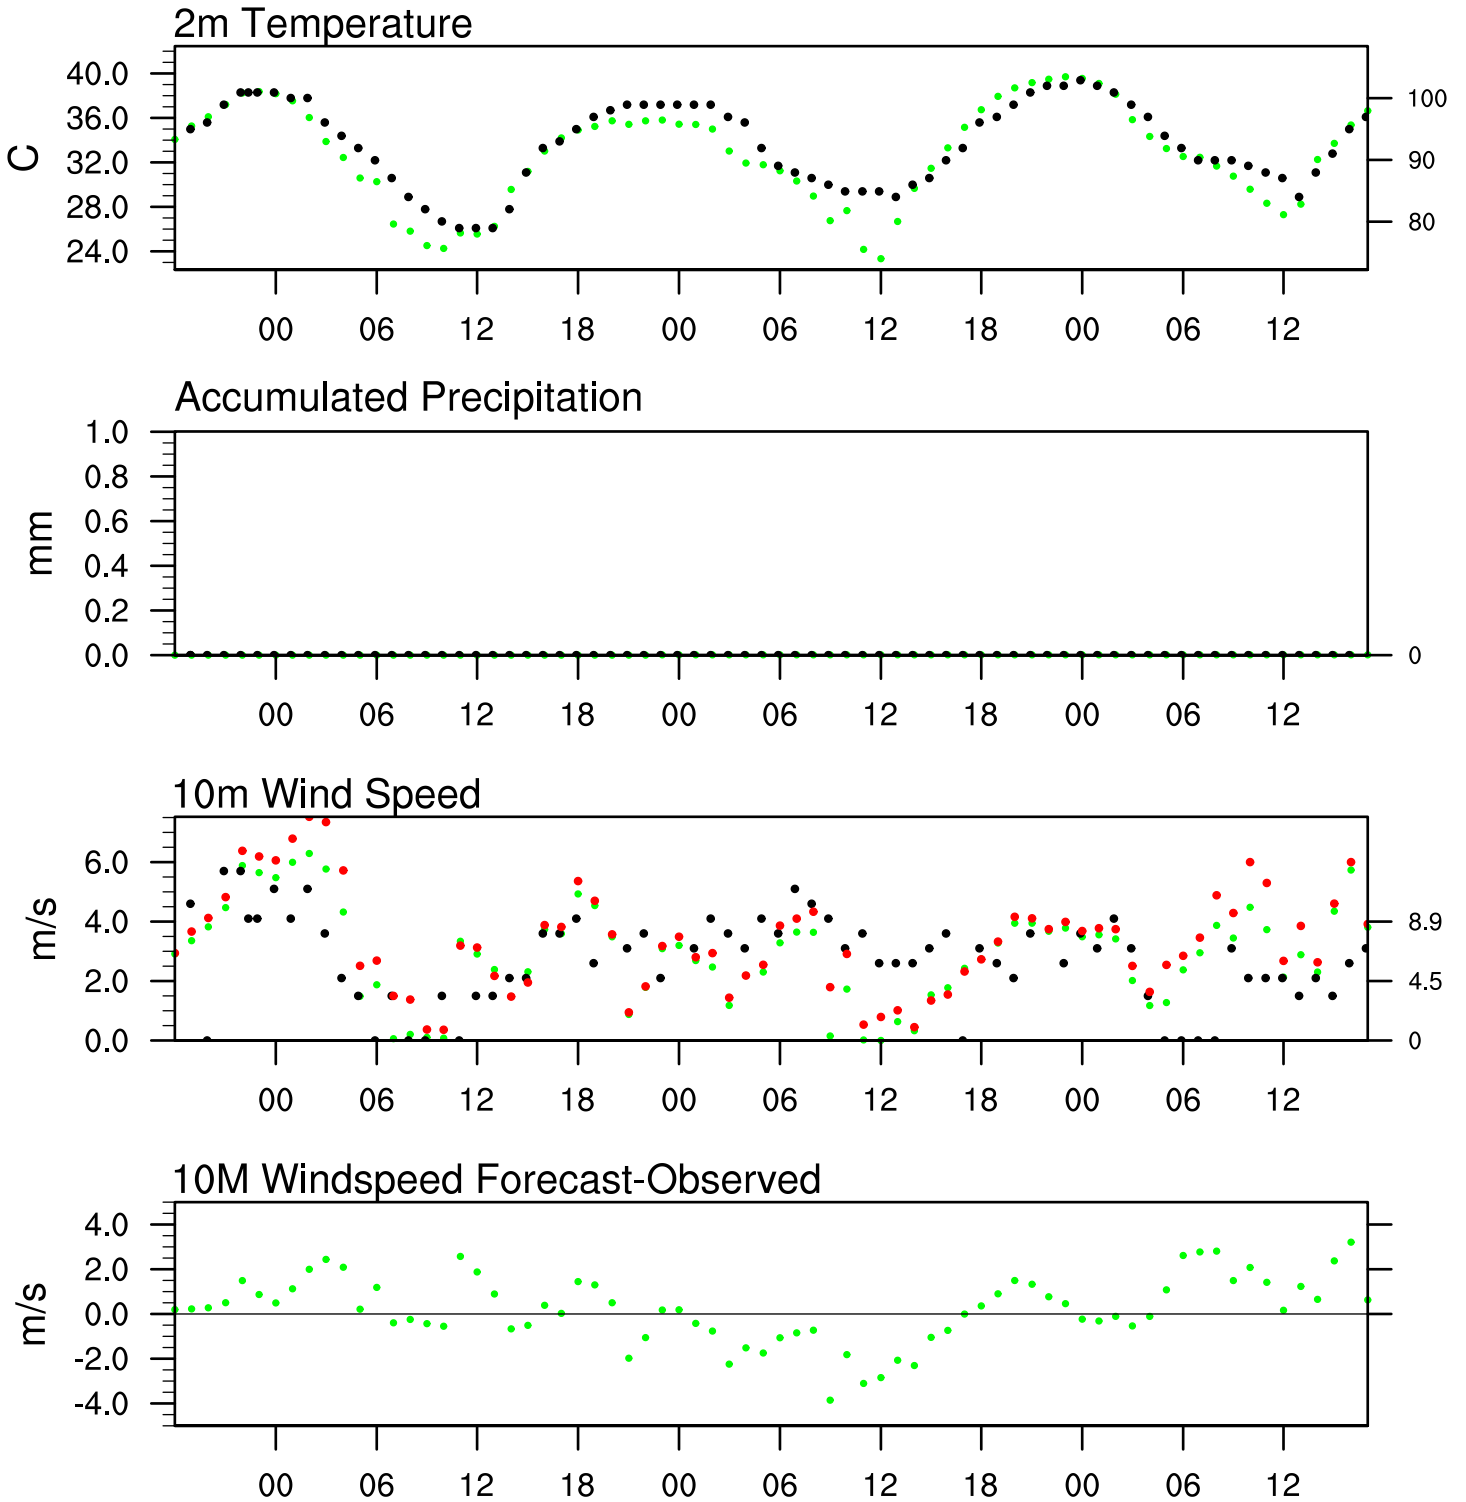 2m Temperature
C
40.0
36.0
32.0
28.0
24.0
100
90
80
00 06 12 18 00 06 12 18 00 06 12
Accumulated Precipitation
mm
1.0
0.8
0.6
0.4
0.2
0.0
0
00 06 12 18 00 06 12 18 00 06 12
10m Wind Speed
m/s
6.0
4.0
2.0
0.0
8.9
4.5
0
00 06 12 18 00 06 12 18 00 06 12
10M Windspeed Forecast-Observed
m/s
4.0
2.0
0.0
-2.0
-4.0
00 06 12 18 00 06 12 18 00 06 12